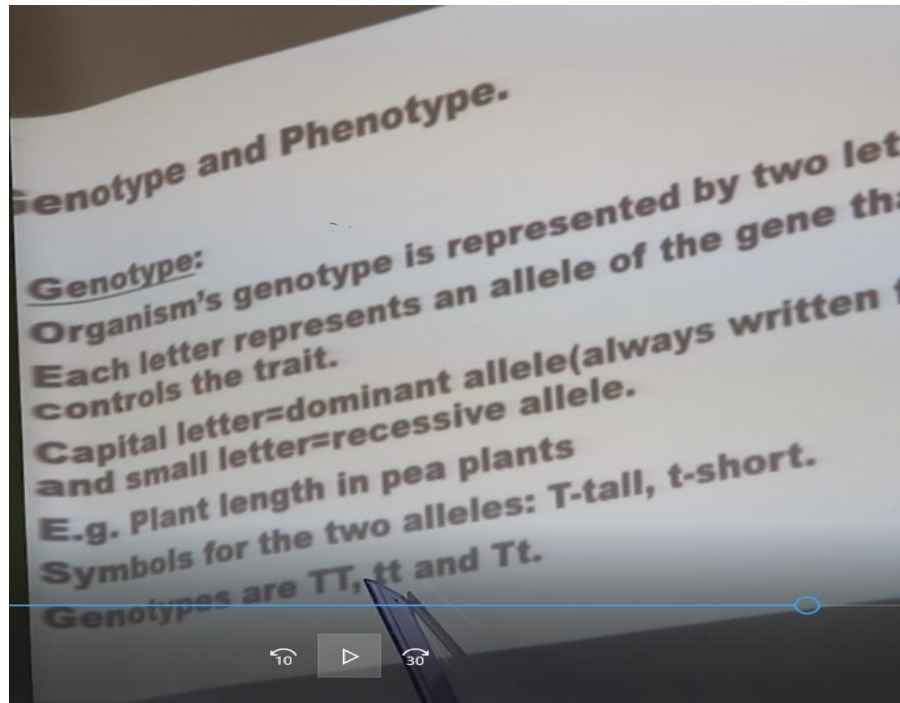 Genotype and Phenotype.
Genotype:
Organism's genotype is represented by two
Each letter represents an allele of the gene
controls the trait.
Capital letter=dominant allele(always written
and small letter=recessive allele.
E.g. Plant length in pea plants
Symbols for the two alleles: T-tall, t-short.
Genotypes are TT, tt and Tt.
10
30